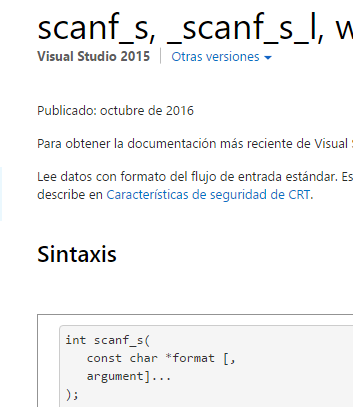 scanf_s, _scanf_s_l,
Visual Studio 2015 | Otras versiones
Publicado: octubre de 2016
Para obtener la documentación más reciente de Visual
Lee datos con formato del flujo de entrada estándar.
describe en Características de seguridad de CRT.
Sintaxis
int scanf_s(
const char *format [,
argument]...
);